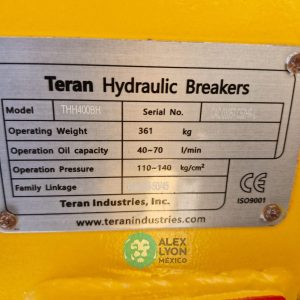 Teran Hydraulic Breakers
Model THH400BH Serial No.
Operating Weight 361 kg
Operation Oil capacity 40~70 l/min
Operation Pressure 110~140 kg/cm²
Family Linkage
Teran Industries, Inc.
CE
ISO9001
www.teranindustries.com
ALEX
LYON
MÉXICO